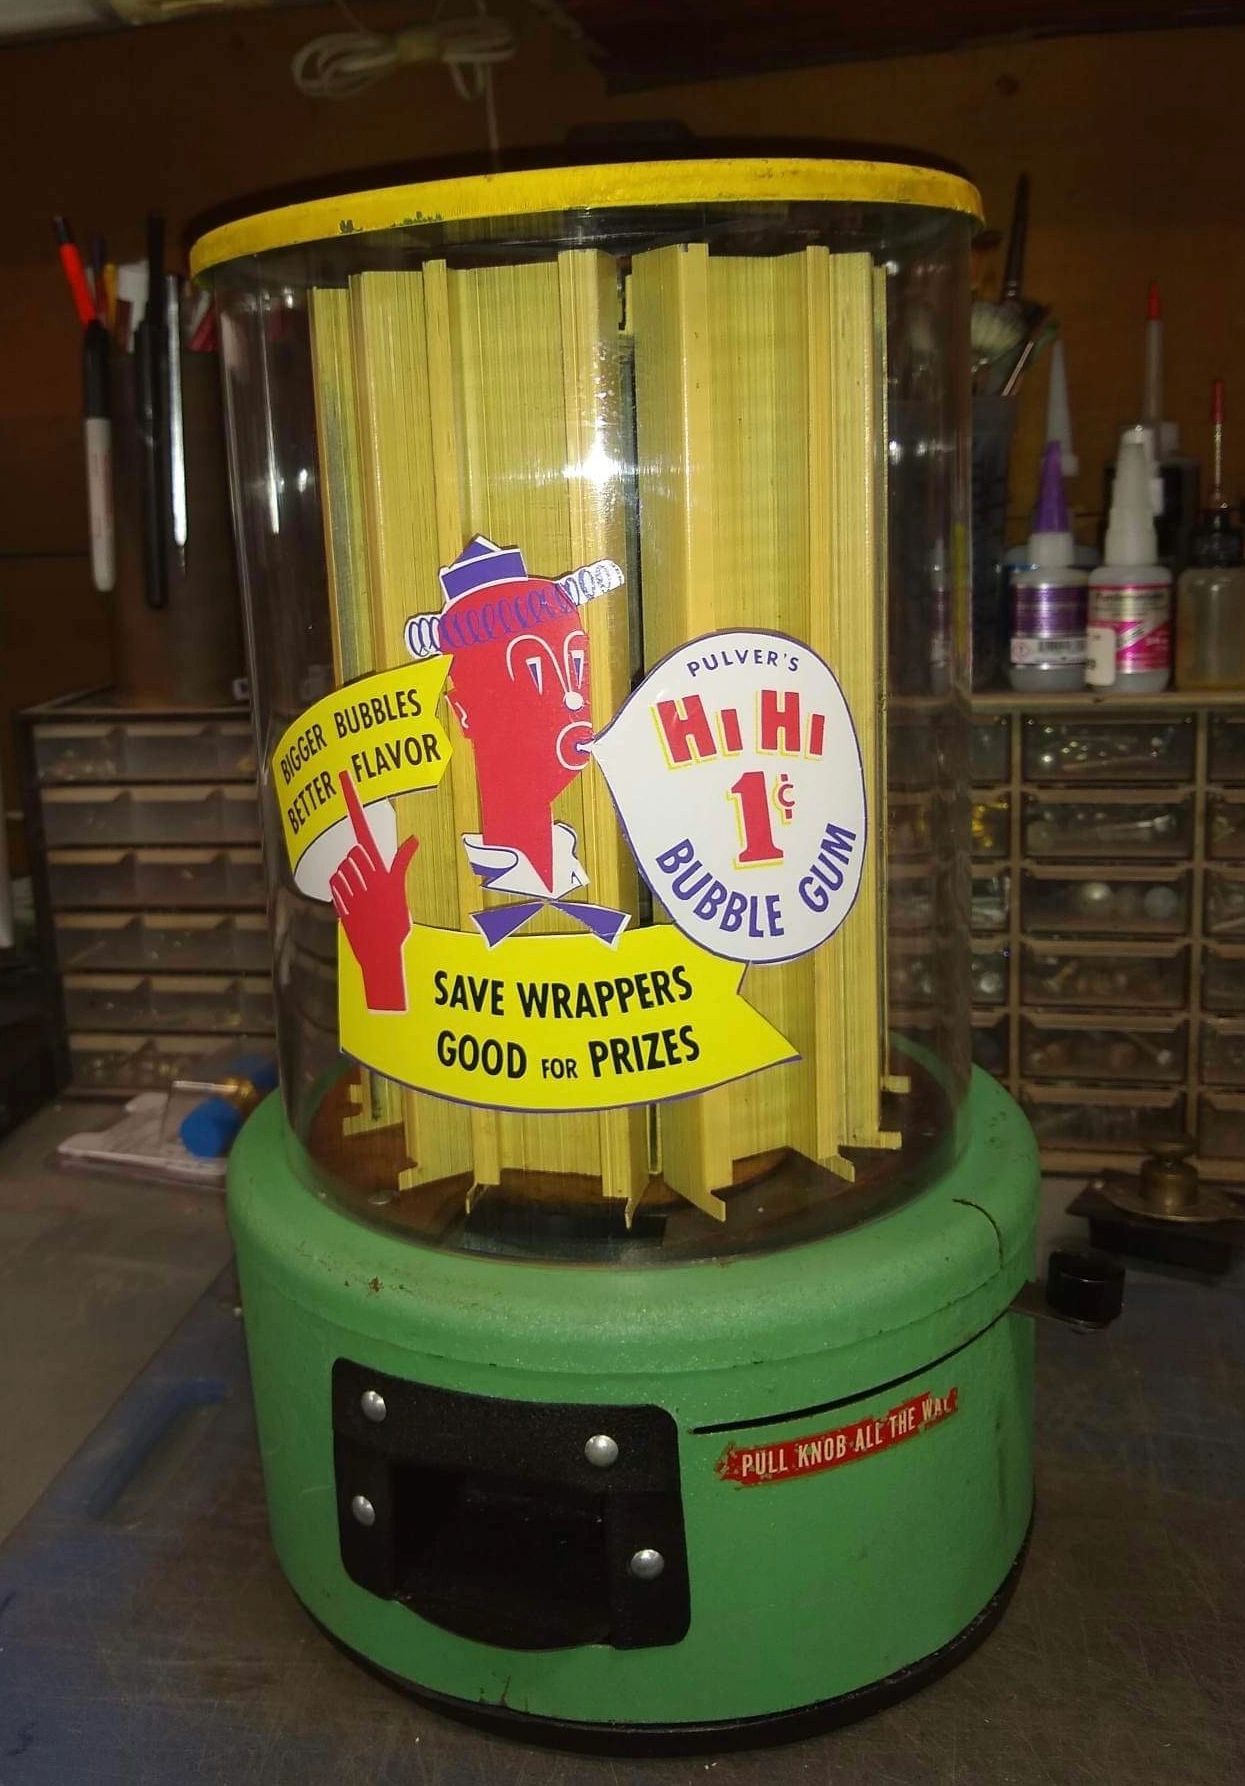 BIGGER BUBBLES
BETTER FLAVOR
PULVER'S
HI HI
1¢
BUBBLE GUM
SAVE WRAPPERS
GOOD FOR PRIZES
PULL KNOB ALL THE WAY